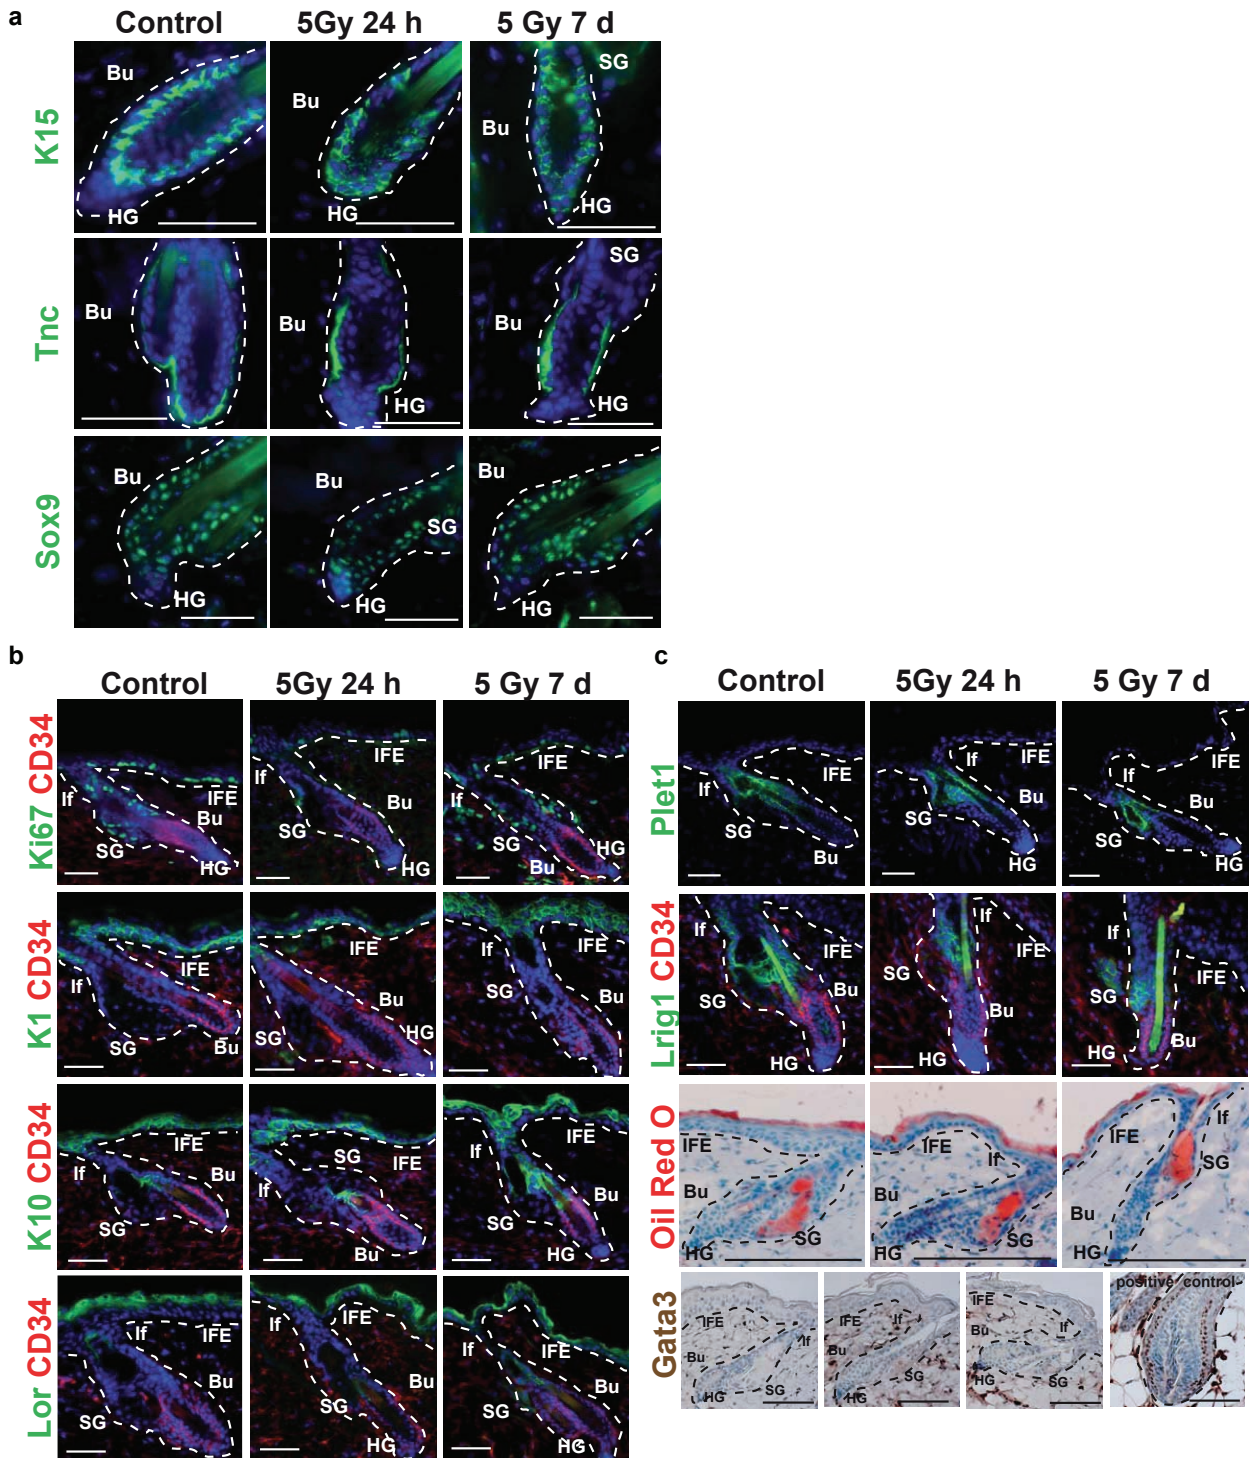 a
Control 5Gy 24 h 5 Gy 7 d
K15
Bu HG
Bu HG
SG Bu HG
Tnc
Bu
Bu HG
SG Bu HG
Sox9
Bu HG
Bu SG HG
Bu HG
b
Control 5Gy 24 h 5 Gy 7 d
Ki67 CD34
If IFE Bu SG HG
IFE Bu SG HG
If IFE SG HG Bu
K1 CD34
IFE If SG Bu
IFE Bu SG HG
If IFE SG Bu
K10 CD34
IFE If Bu SG
SG IFE If Bu
IFE If Bu SG HG
Lor CD34
If IFE Bu SG
IFE If Bu SG HG
If IFE Bu SG HG
c
Control 5Gy 24 h 5 Gy 7 d
Plet1
IFE If SG Bu
If IFE Bu SG HG
IFE If Bu SG HG
Lrig1 CD34
If IFE SG Bu HG
If IFE SG Bu HG
If IFE SG HG Bu
Oil Red O
IFE Bu SG HG
IFE If Bu SG HG
IFE If SG Bu HG
Gata3
IFE If Bu SG HG
IFE If Bu SG HG
IFE If Bu SG HG
positive control